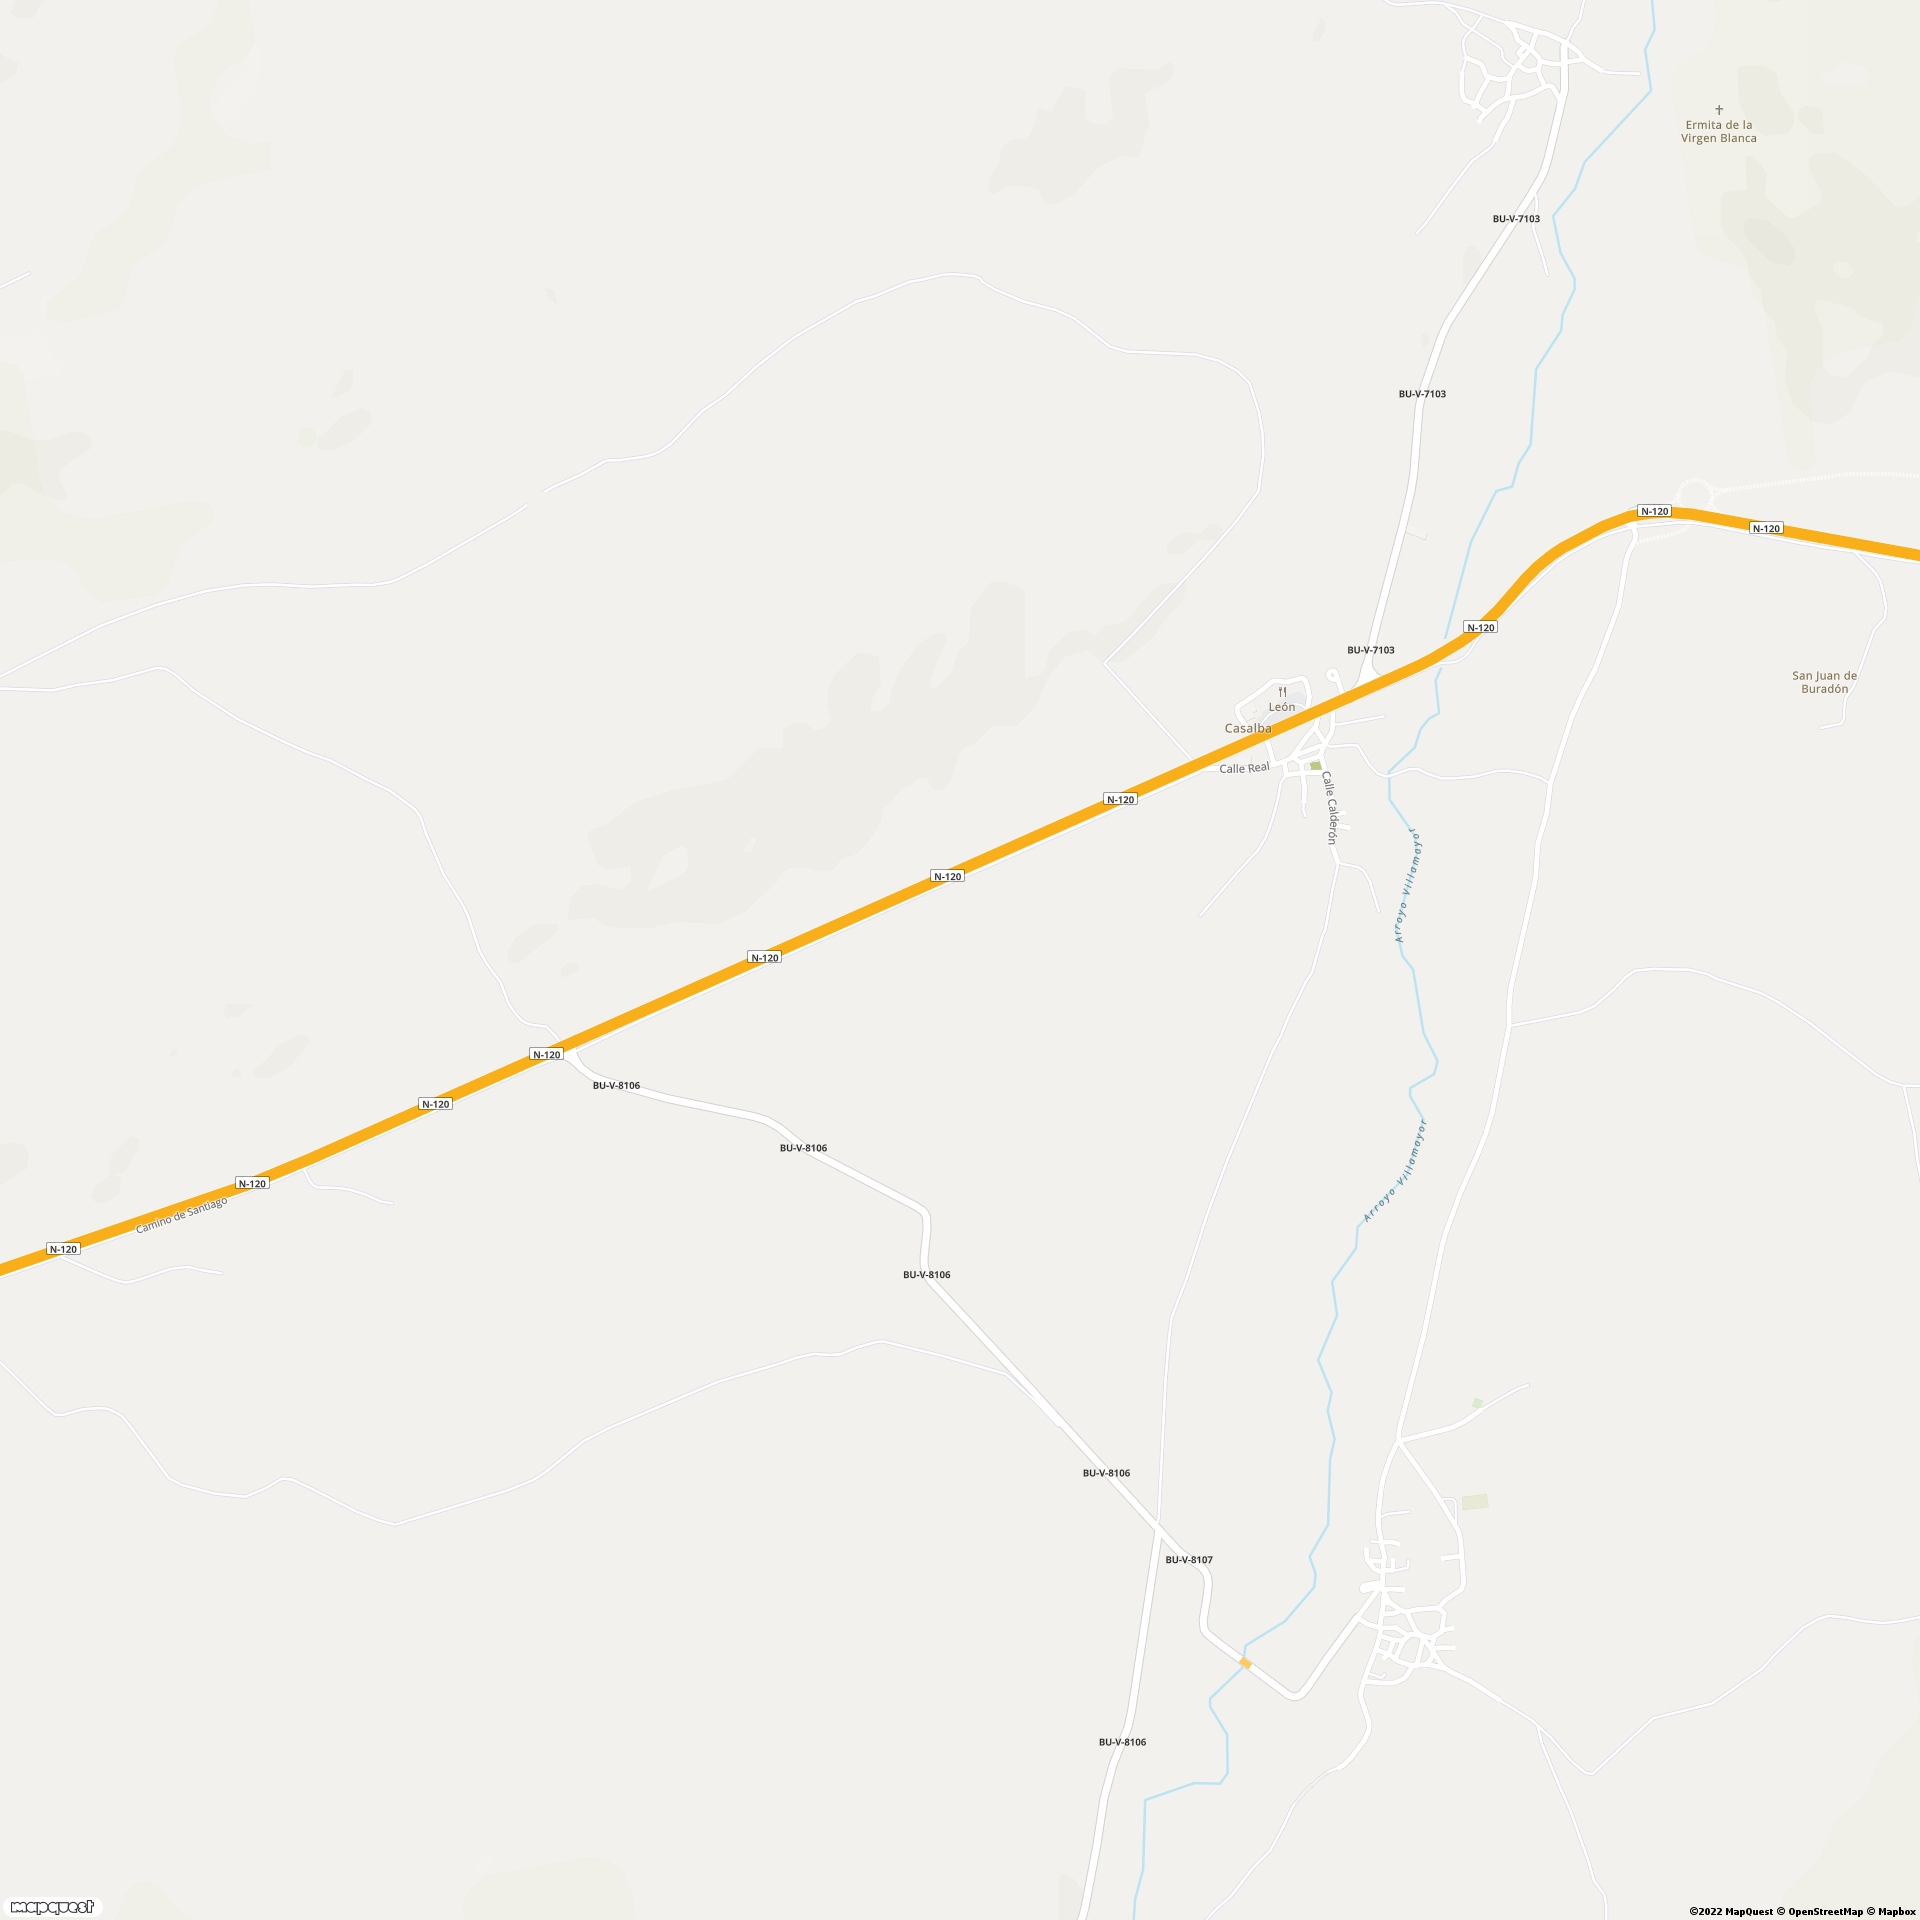 Ermita de la
Virgen Blanca
BU-V-7103
BU-V-7103
N-120
N-120
N-120
BU-V-7103
San Juan de
Buradón
León
Casalba
Calle Real
Calle Calderón
N-120
Arroyo Villamayor
N-120
N-120
N-120
BU-V-8106
N-120
Arroyo Villamayor
BU-V-8106
N-120
Camino de Santiago
N-120
BU-V-8106
BU-V-8106
BU-V-8107
BU-V-8106
mapquest
©2022 MapQuest © OpenStreetMap © Mapbox